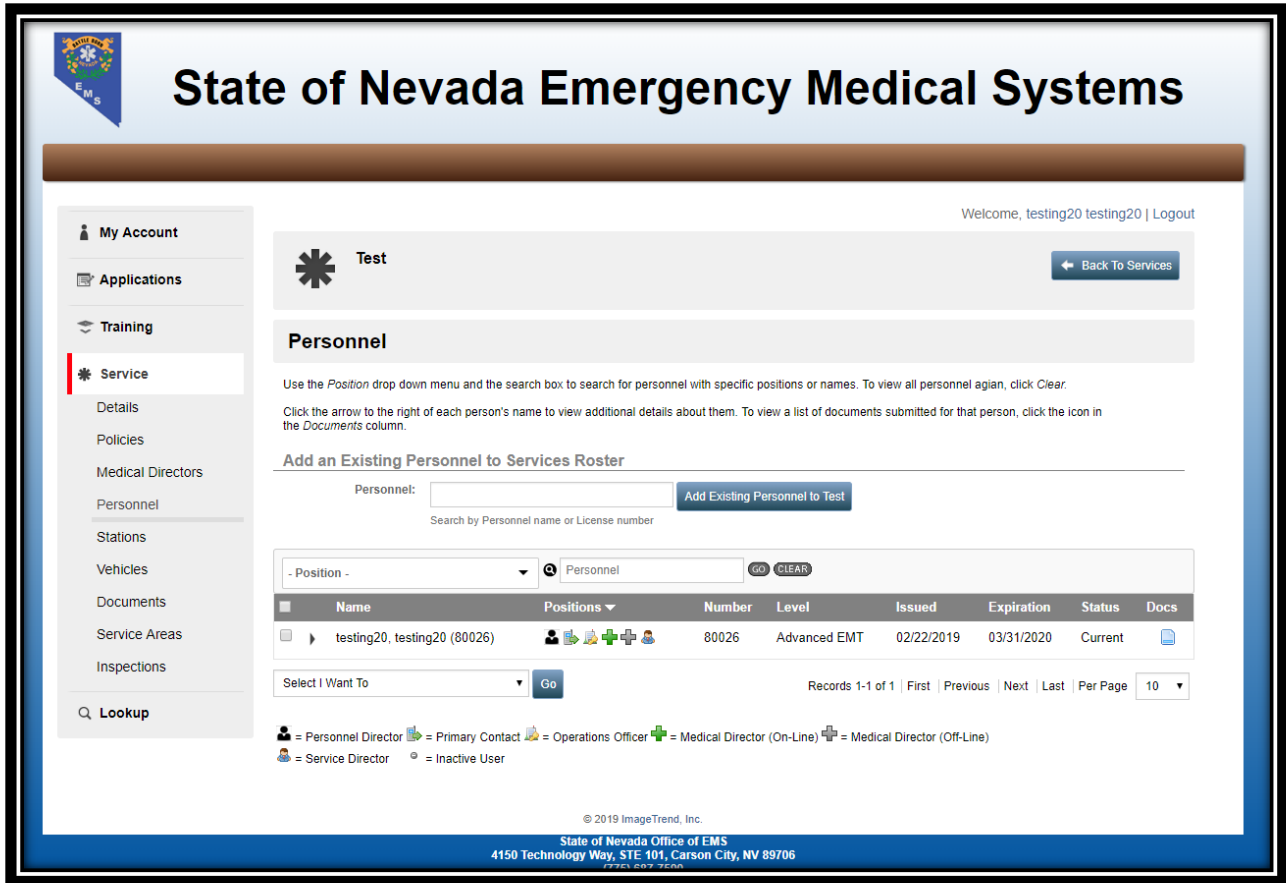 BATTLE BORN
NEVADA
EMS
State of Nevada Emergency Medical Systems
Welcome, testing20 testing20 | Logout
My Account
Applications
Training
Service
Details
Policies
Medical Directors
Personnel
Stations
Vehicles
Documents
Service Areas
Inspections
Lookup
Test
Back To Services
Personnel
Use the Position drop down menu and the search box to search for personnel with specific positions or names. To view all personnel agian, click Clear.
Click the arrow to the right of each person's name to view additional details about them. To view a list of documents submitted for that person, click the icon in
the Documents column.
Add an Existing Personnel to Services Roster
Personnel: Add Existing Personnel to Test
Search by Personnel name or License number
- Position - Personnel GO CLEAR
Name Positions Number Level Issued Expiration Status Docs
testing20, testing20 (80026) 80026 Advanced EMT 02/22/2019 03/31/2020 Current
Select I Want To Go Records 1-1 of 1 | First | Previous | Next | Last | Per Page 10
= Personnel Director = Primary Contact = Operations Officer = Medical Director (On-Line) = Medical Director (Off-Line)
= Service Director = Inactive User
© 2019 ImageTrend, Inc.
State of Nevada Office of EMS
4150 Technology Way, STE 101, Carson City, NV 89706
(775) 687-7590